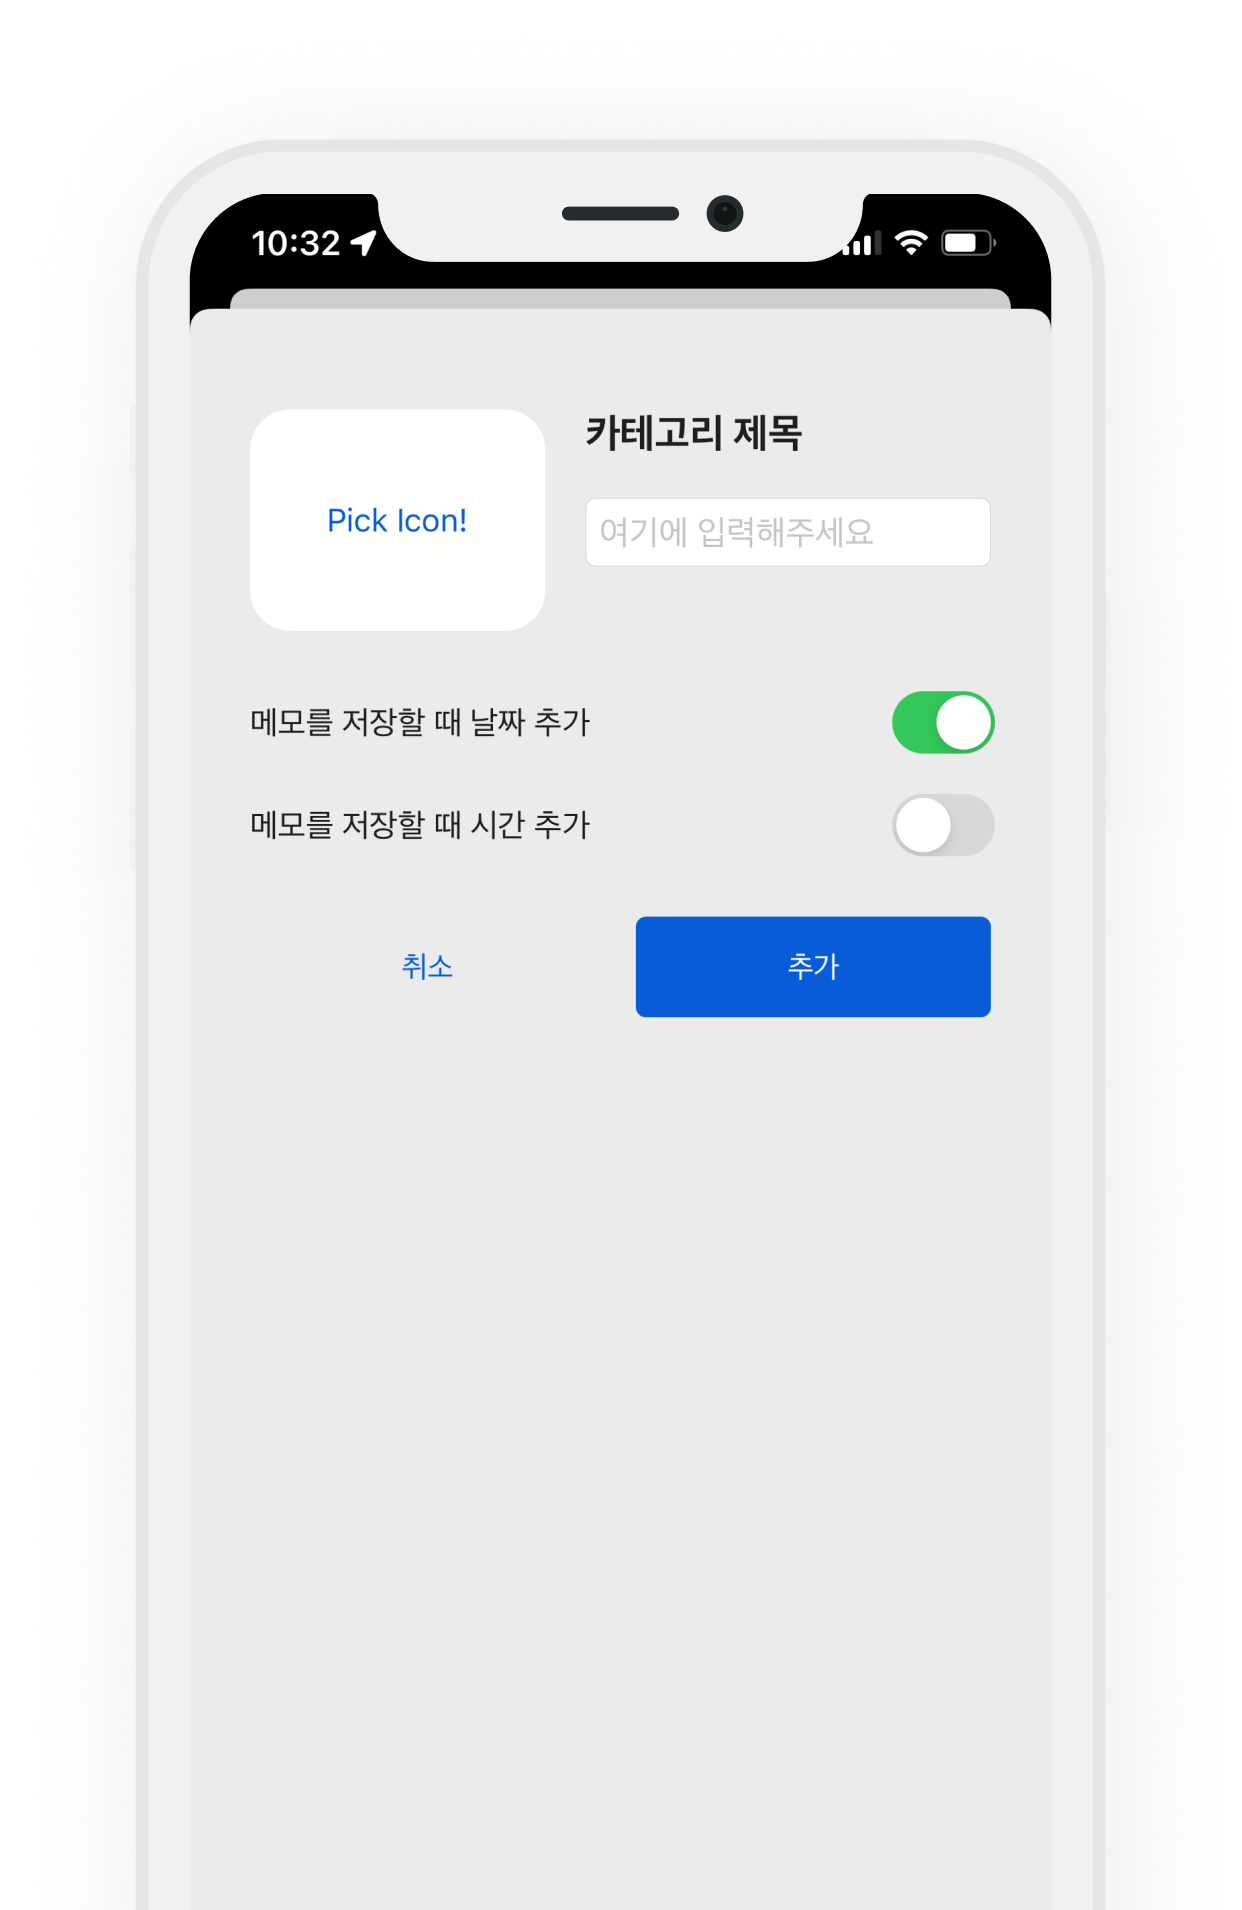 10:32
카테고리 제목
Pick Icon!
여기에 입력해주세요
메모를 저장할 때 날짜 추가
메모를 저장할 때 시간 추가
취소
추가